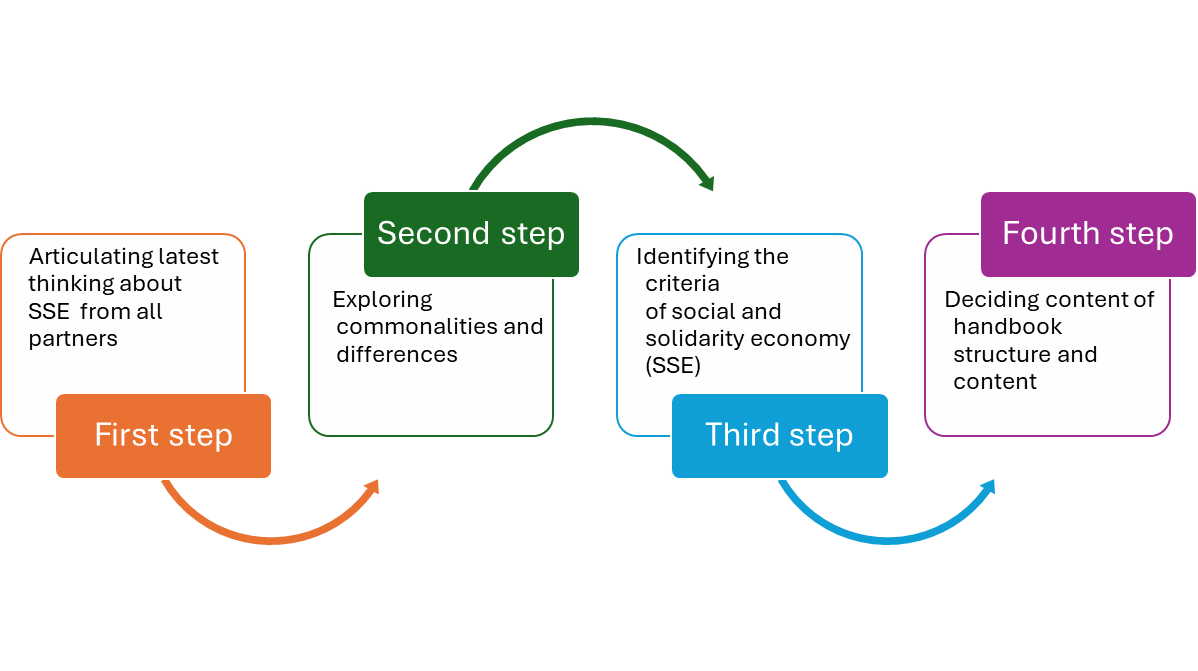 Articulating latest
thinking about
SSE  from all
partners
First step
Second step
Exploring
commonalities and
differences
Identifying the
criteria
of social and
solidarity economy
(SSE)
Third step
Fourth step
Deciding content of
handbook
structure and
content